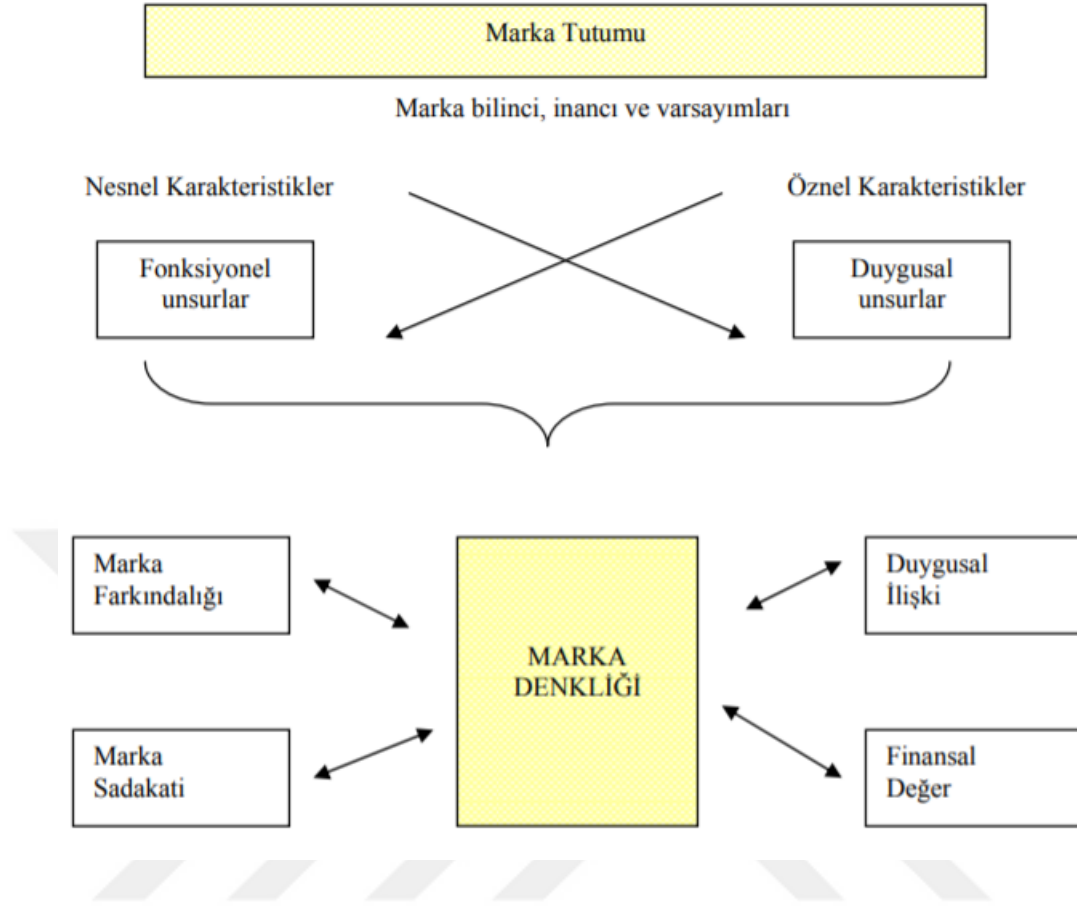 Marka Tutumu
Marka bilinci, inancı ve varsayımları
Nesnel Karakteristikler
Öznel Karakteristikler
Fonksiyonel
unsurlar
Duygusal
unsurlar
Marka
Farkındalığı
Duygusal
İlişki
MARKA
DENKLİĞİ
Marka
Sadakati
Finansal
Değer